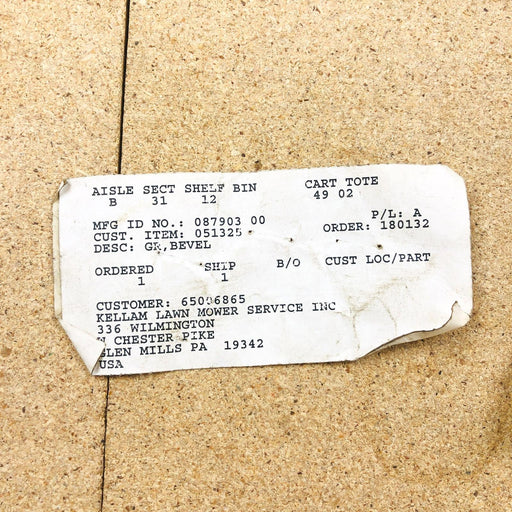 AISLE SECT SHELF BIN CART TOTE
B 31 12 49 02
P/L: A
MFG ID NO.: 087903 00 ORDER: 180132
CUST. ITEM: 051325
DESC: GR,BEVEL
ORDERED SHIP B/O CUST LOC/PART
1 1
CUSTOMER: 65006865
KELLAM LAWN MOWER SERVICE INC
336 WILMINGTON
N CHESTER PIKE
GLEN MILLS PA 19342
USA